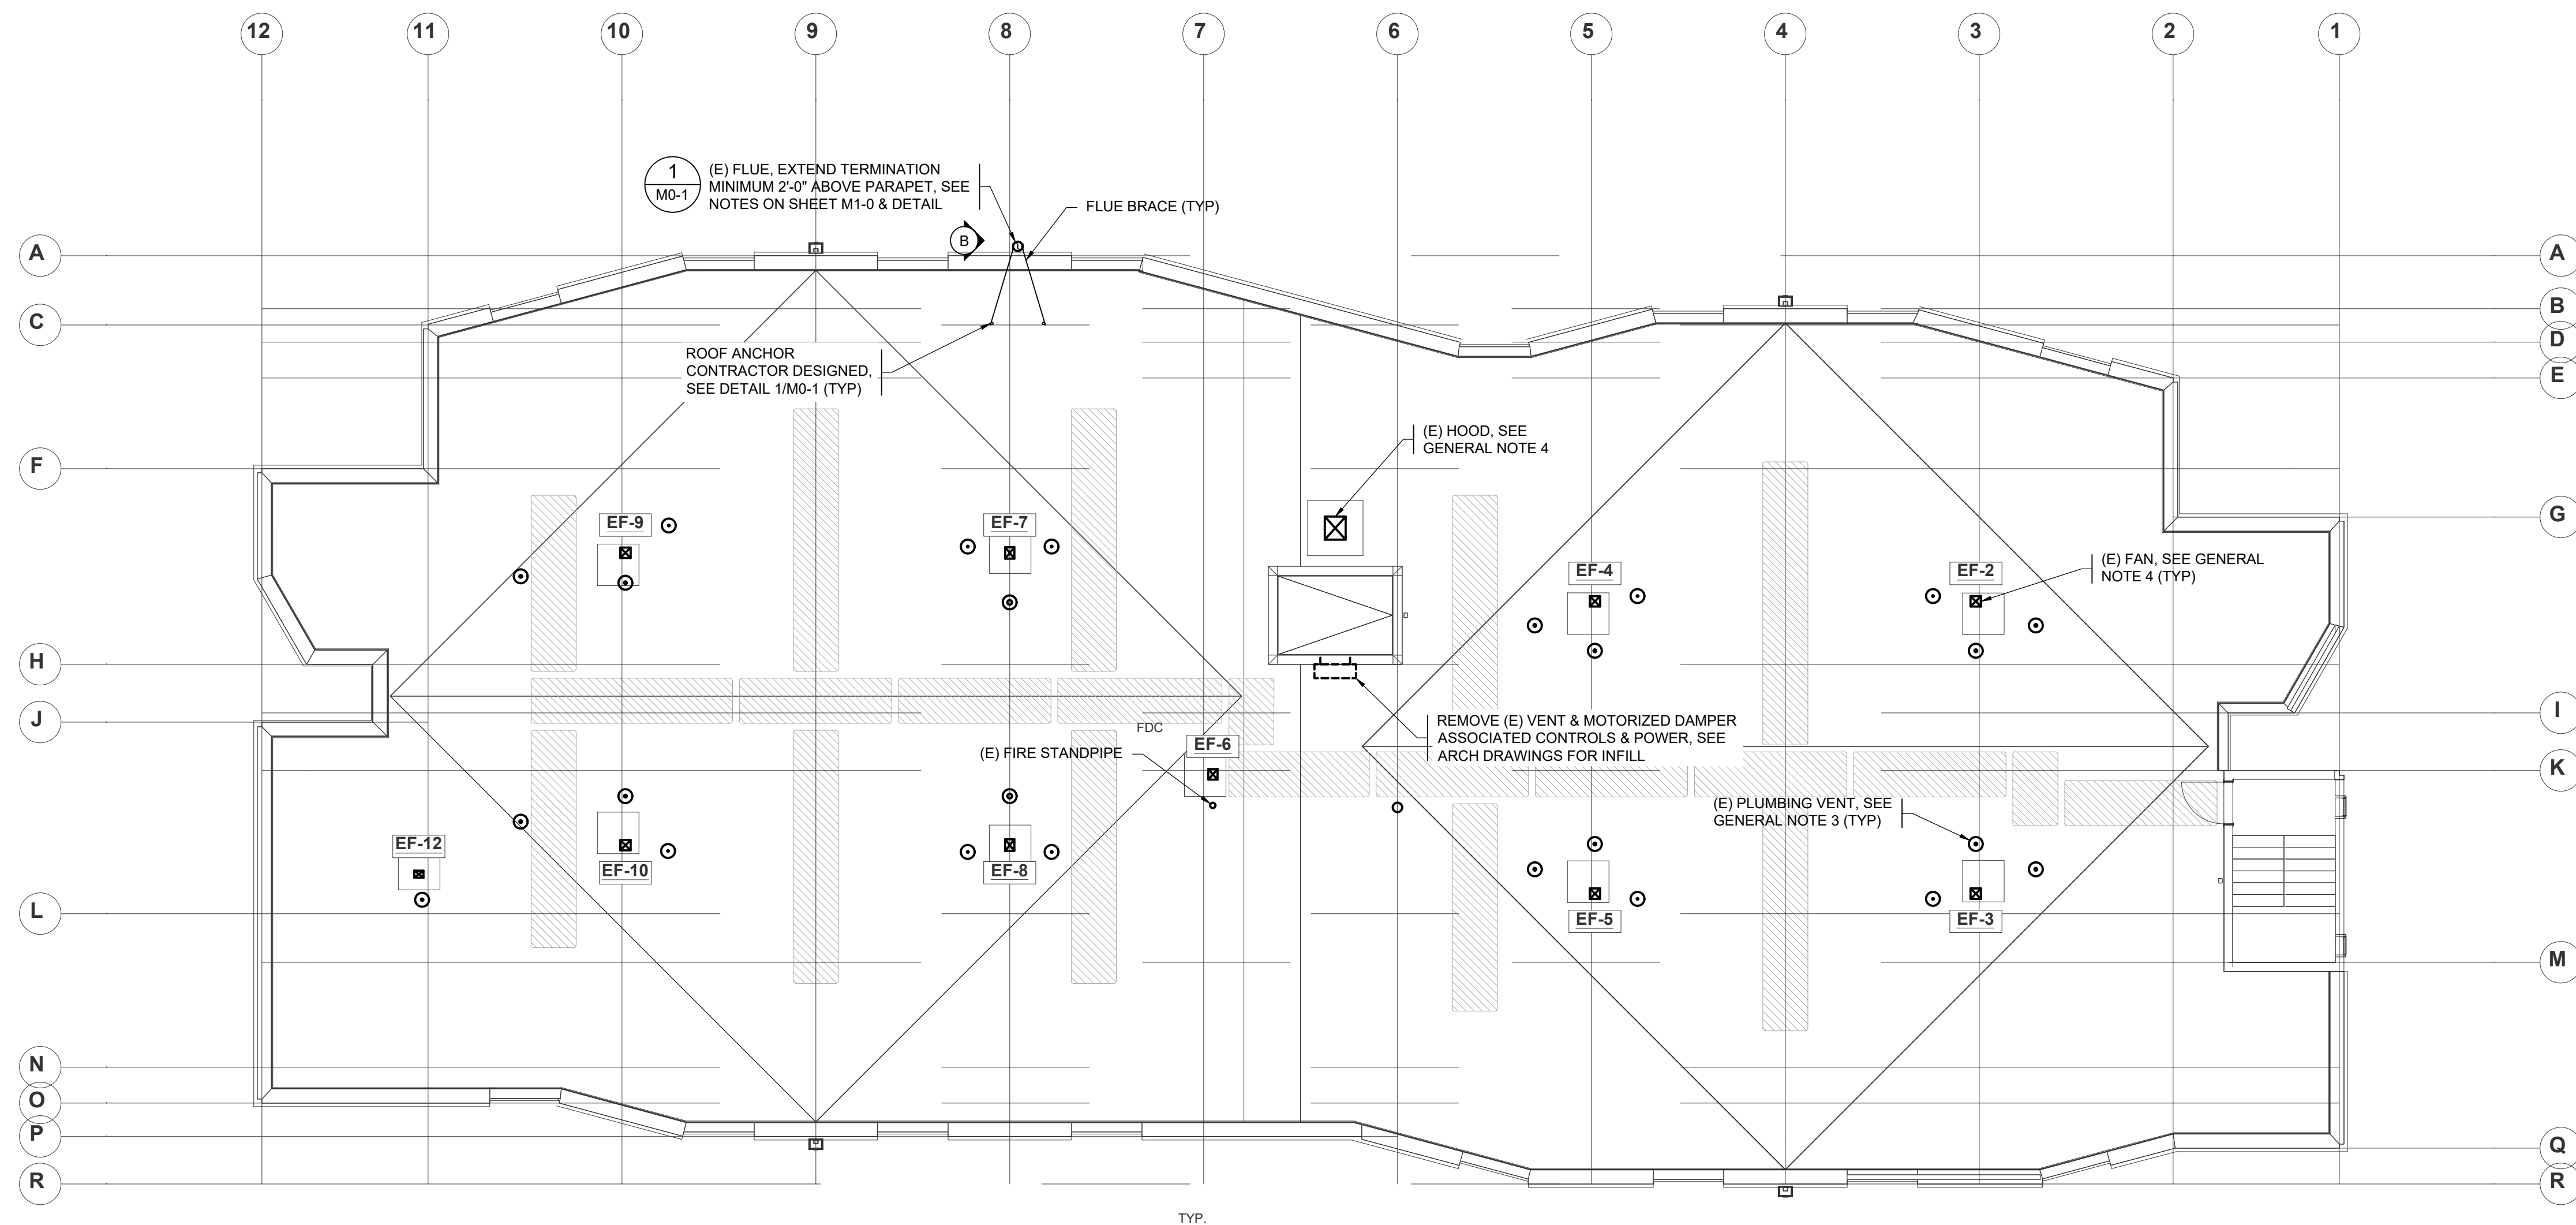 12
11
10
9
8
7
6
5
4
3
2
1
1
M0-1
(E) FLUE, EXTEND TERMINATION
MINIMUM 2'-0" ABOVE PARAPET, SEE
NOTES ON SHEET M1-0 & DETAIL
FLUE BRACE (TYP)
B
A
A
B
C
D
E
ROOF ANCHOR
CONTRACTOR DESIGNED,
SEE DETAIL 1/M0-1 (TYP)
(E) HOOD, SEE
GENERAL NOTE 4
F
G
EF-9
EF-7
EF-4
EF-2
(E) FAN, SEE GENERAL
NOTE 4 (TYP)
H
J
I
FDC
REMOVE (E) VENT & MOTORIZED DAMPER
ASSOCIATED CONTROLS & POWER, SEE
ARCH DRAWINGS FOR INFILL
EF-6
(E) FIRE STANDPIPE
K
(E) PLUMBING VENT, SEE
GENERAL NOTE 3 (TYP)
EF-12
EF-10
EF-8
EF-5
EF-3
L
M
N
O
P
Q
R
R
TYP.